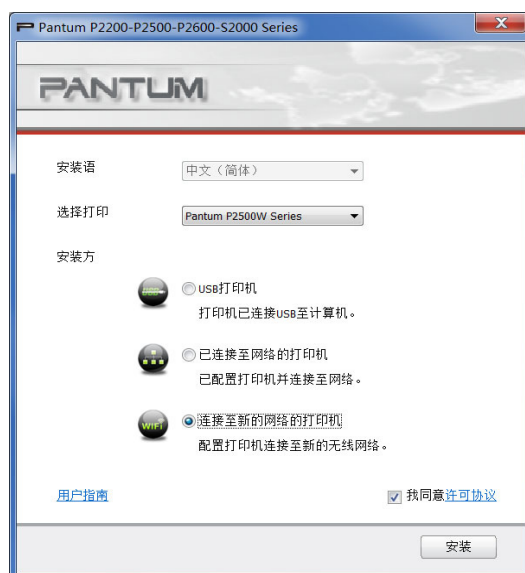 Pantum P2200-P2500-P2600-S2000 Series
PANTUM
安装语
中文（简体）
选择打印
Pantum P2500W Series
安装方
USB打印机
打印机已连接USB至计算机。
已连接至网络的打印机
已配置打印机并连接至网络。
WiFi
连接至新的网络的打印机
配置打印机连接至新的无线网络。
用户指南
我同意许可协议
安装